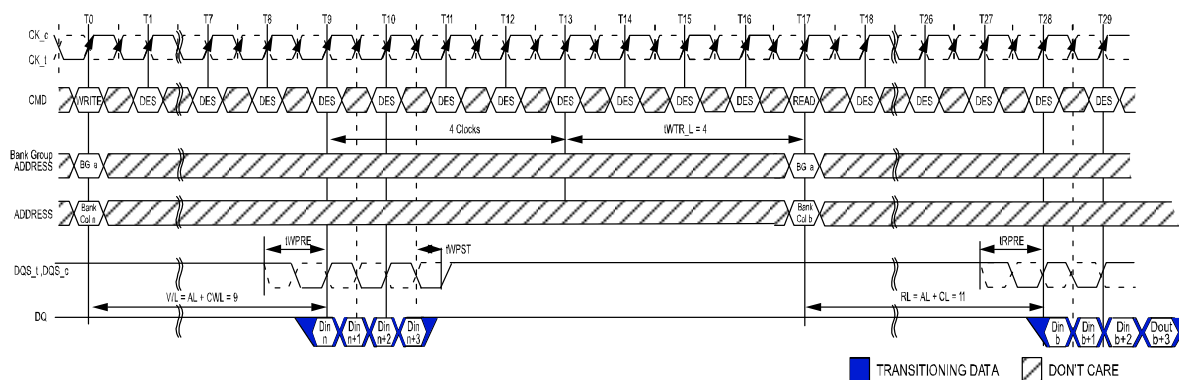 T0 T1 T7 T8 T9 T10 T11 T12 T13 T14 T15 T16 T17 T18 T26 T27 T28 T29
CK_c
CK_t
CMD WRITE DES DES DES DES DES DES DES DES DES DES DES READ DES DES DES DES DES
4 Clocks tWTR_L = 4
Bank Group
ADDRESS BG a BG a
ADDRESS Bank Col n Bank Col b
tWPRE tWPST tRPRE
DQS_t ,DQS_c
WL = AL + CWL = 9 RL = AL + CL = 11
DQ Din n Din n+1 Din n+2 Din n+3 Din b Din b+1 Din b+2 Dout b+3
TRANSITIONING DATA DON'T CARE